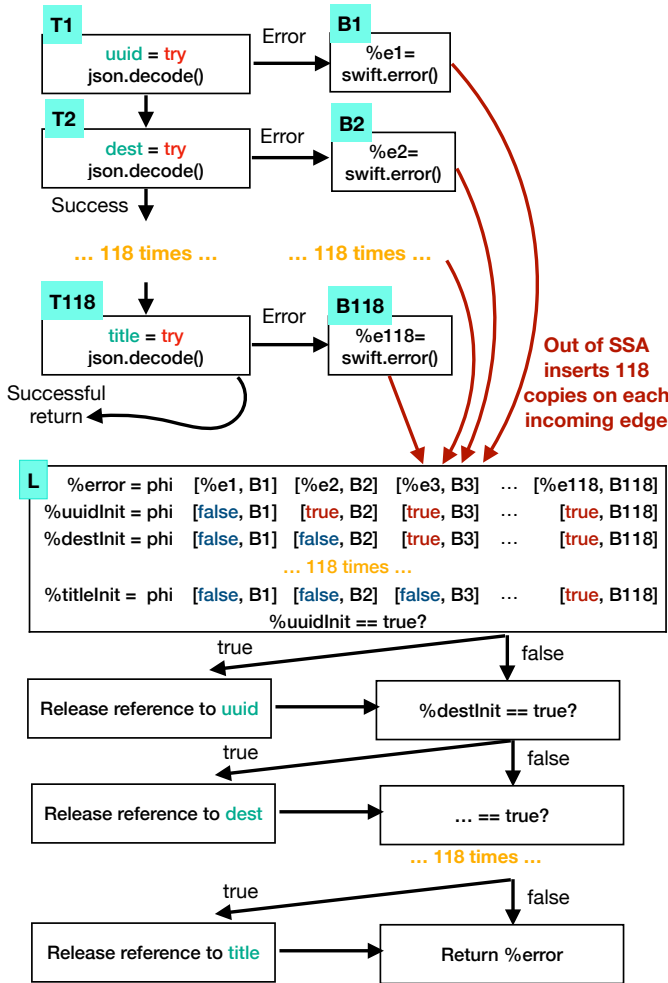 T1
uuid = try
json.decode()
Error
B1
%e1=
swift.error()
T2
dest = try
json.decode()
Error
B2
%e2=
swift.error()
Success
... 118 times ...
... 118 times ...
T118
title = try
json.decode()
Error
B118
%e118=
swift.error()
Successful
return
Out of SSA
inserts 118
copies on each
incoming edge
L
%error = phi [%e1, B1] [%e2, B2] [%e3, B3] ... [%e118, B118]
%uuidInit = phi [false, B1] [true, B2] [true, B3] ... [true, B118]
%destInit = phi [false, B1] [false, B2] [true, B3] ... [true, B118]
... 118 times ...
%titleInit = phi [false, B1] [false, B2] [false, B3] ... [true, B118]
%uuidInit == true?
true
false
Release reference to uuid
%destInit == true?
true
false
Release reference to dest
... == true?
... 118 times ...
true
false
Release reference to title
Return %error